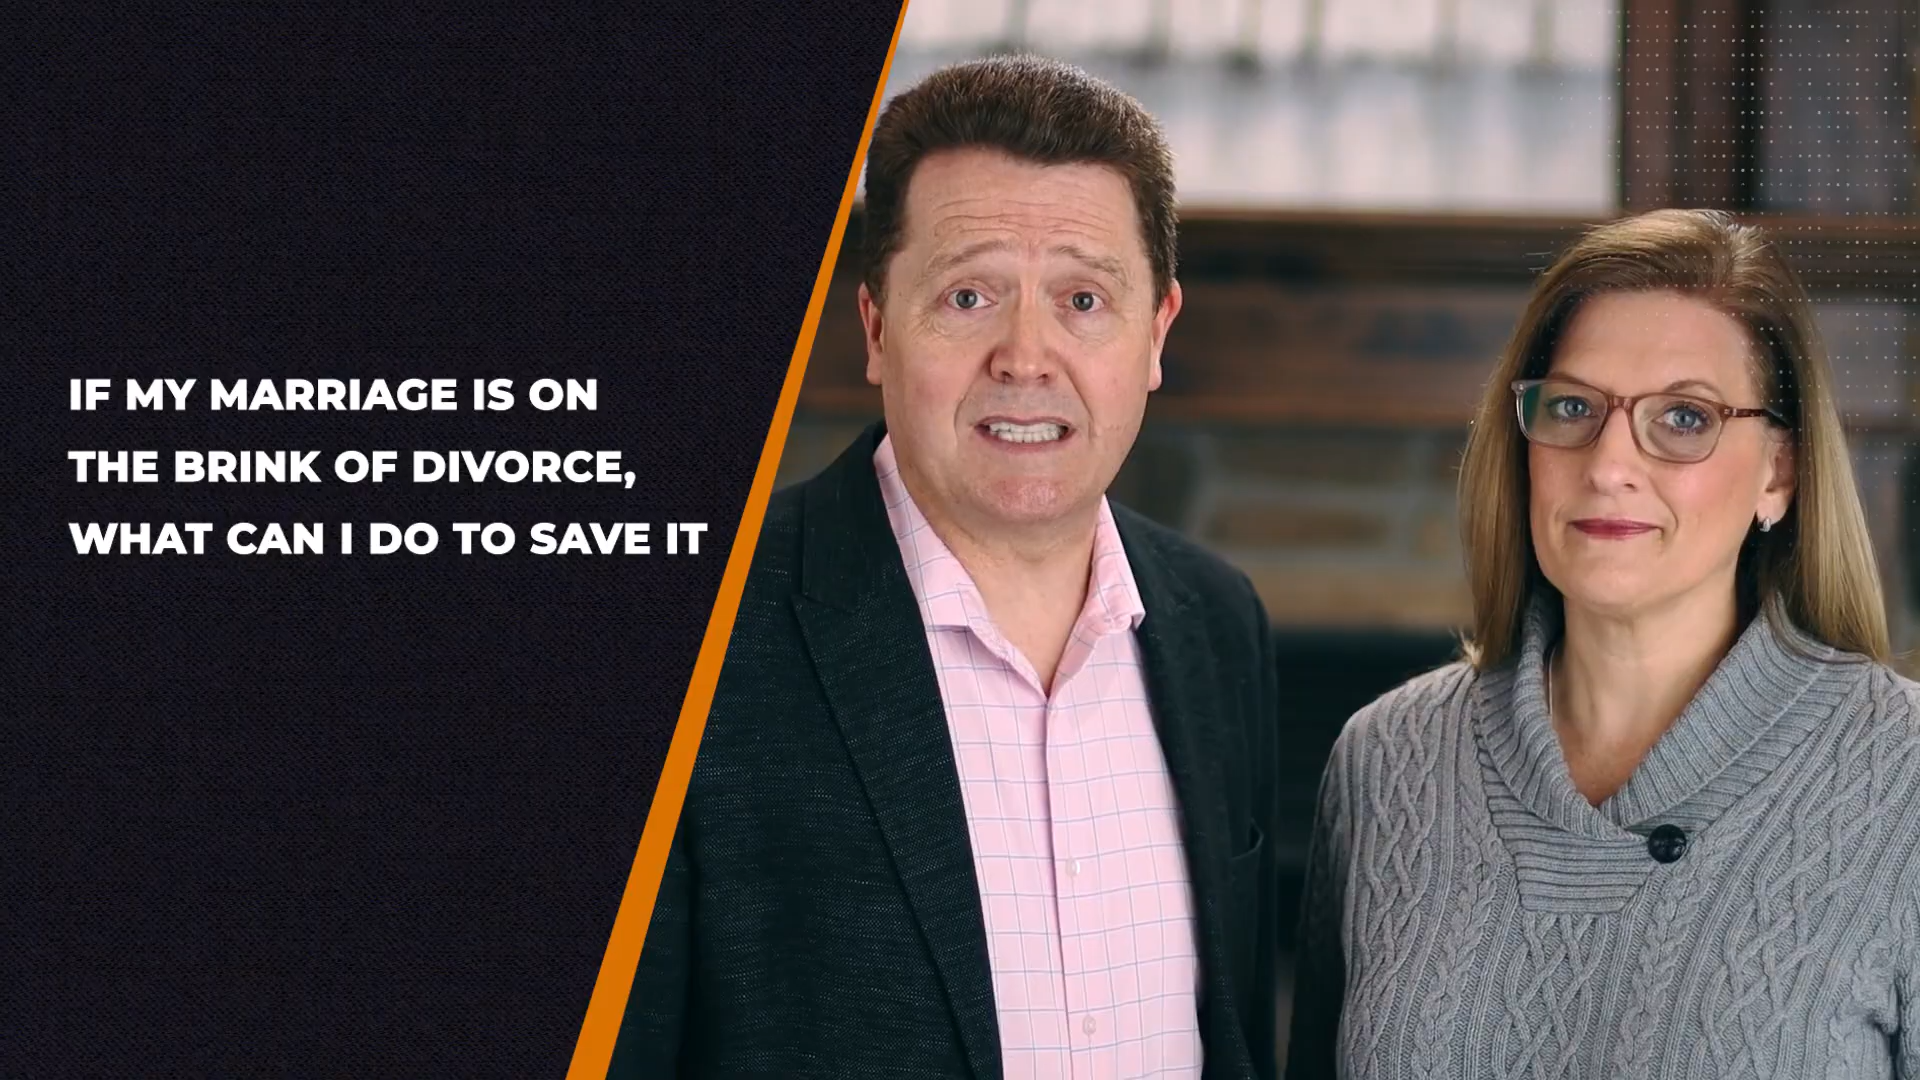 IF MY MARRIAGE IS ON
THE BRINK OF DIVORCE,
WHAT CAN I DO TO SAVE IT